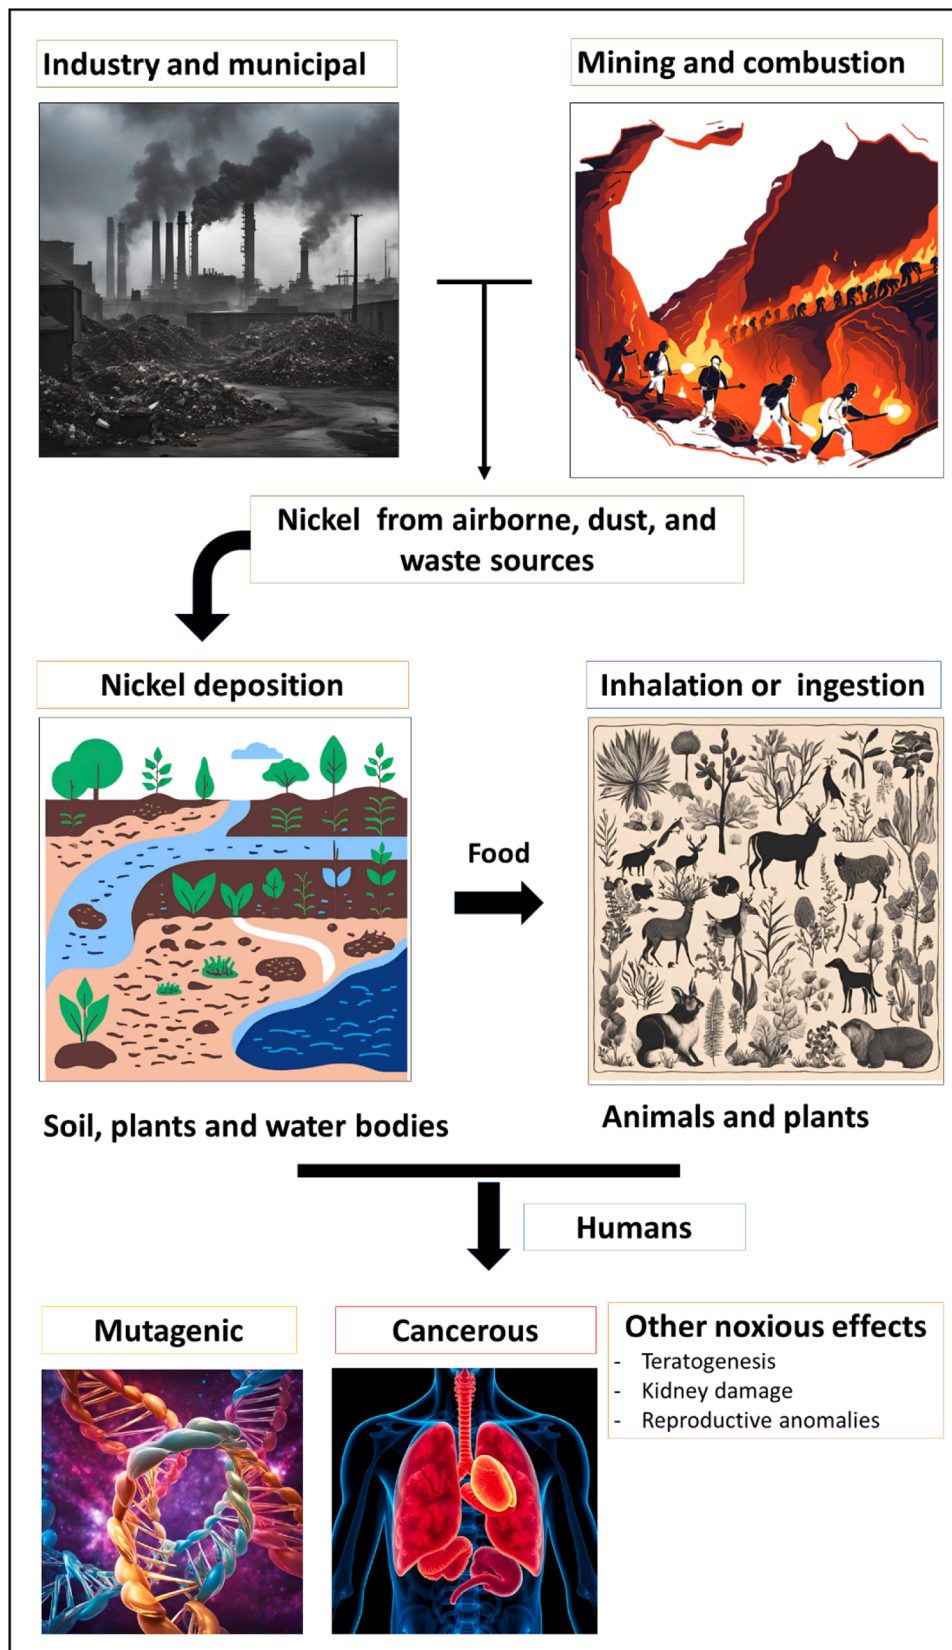 Industry and municipal
Mining and combustion
Nickel from airborne, dust, and
waste sources
Nickel deposition
Inhalation or ingestion
Food
Soil, plants and water bodies
Animals and plants
Humans
Mutagenic
Cancerous
Other noxious effects
- Teratogenesis
- Kidney damage
- Reproductive anomalies